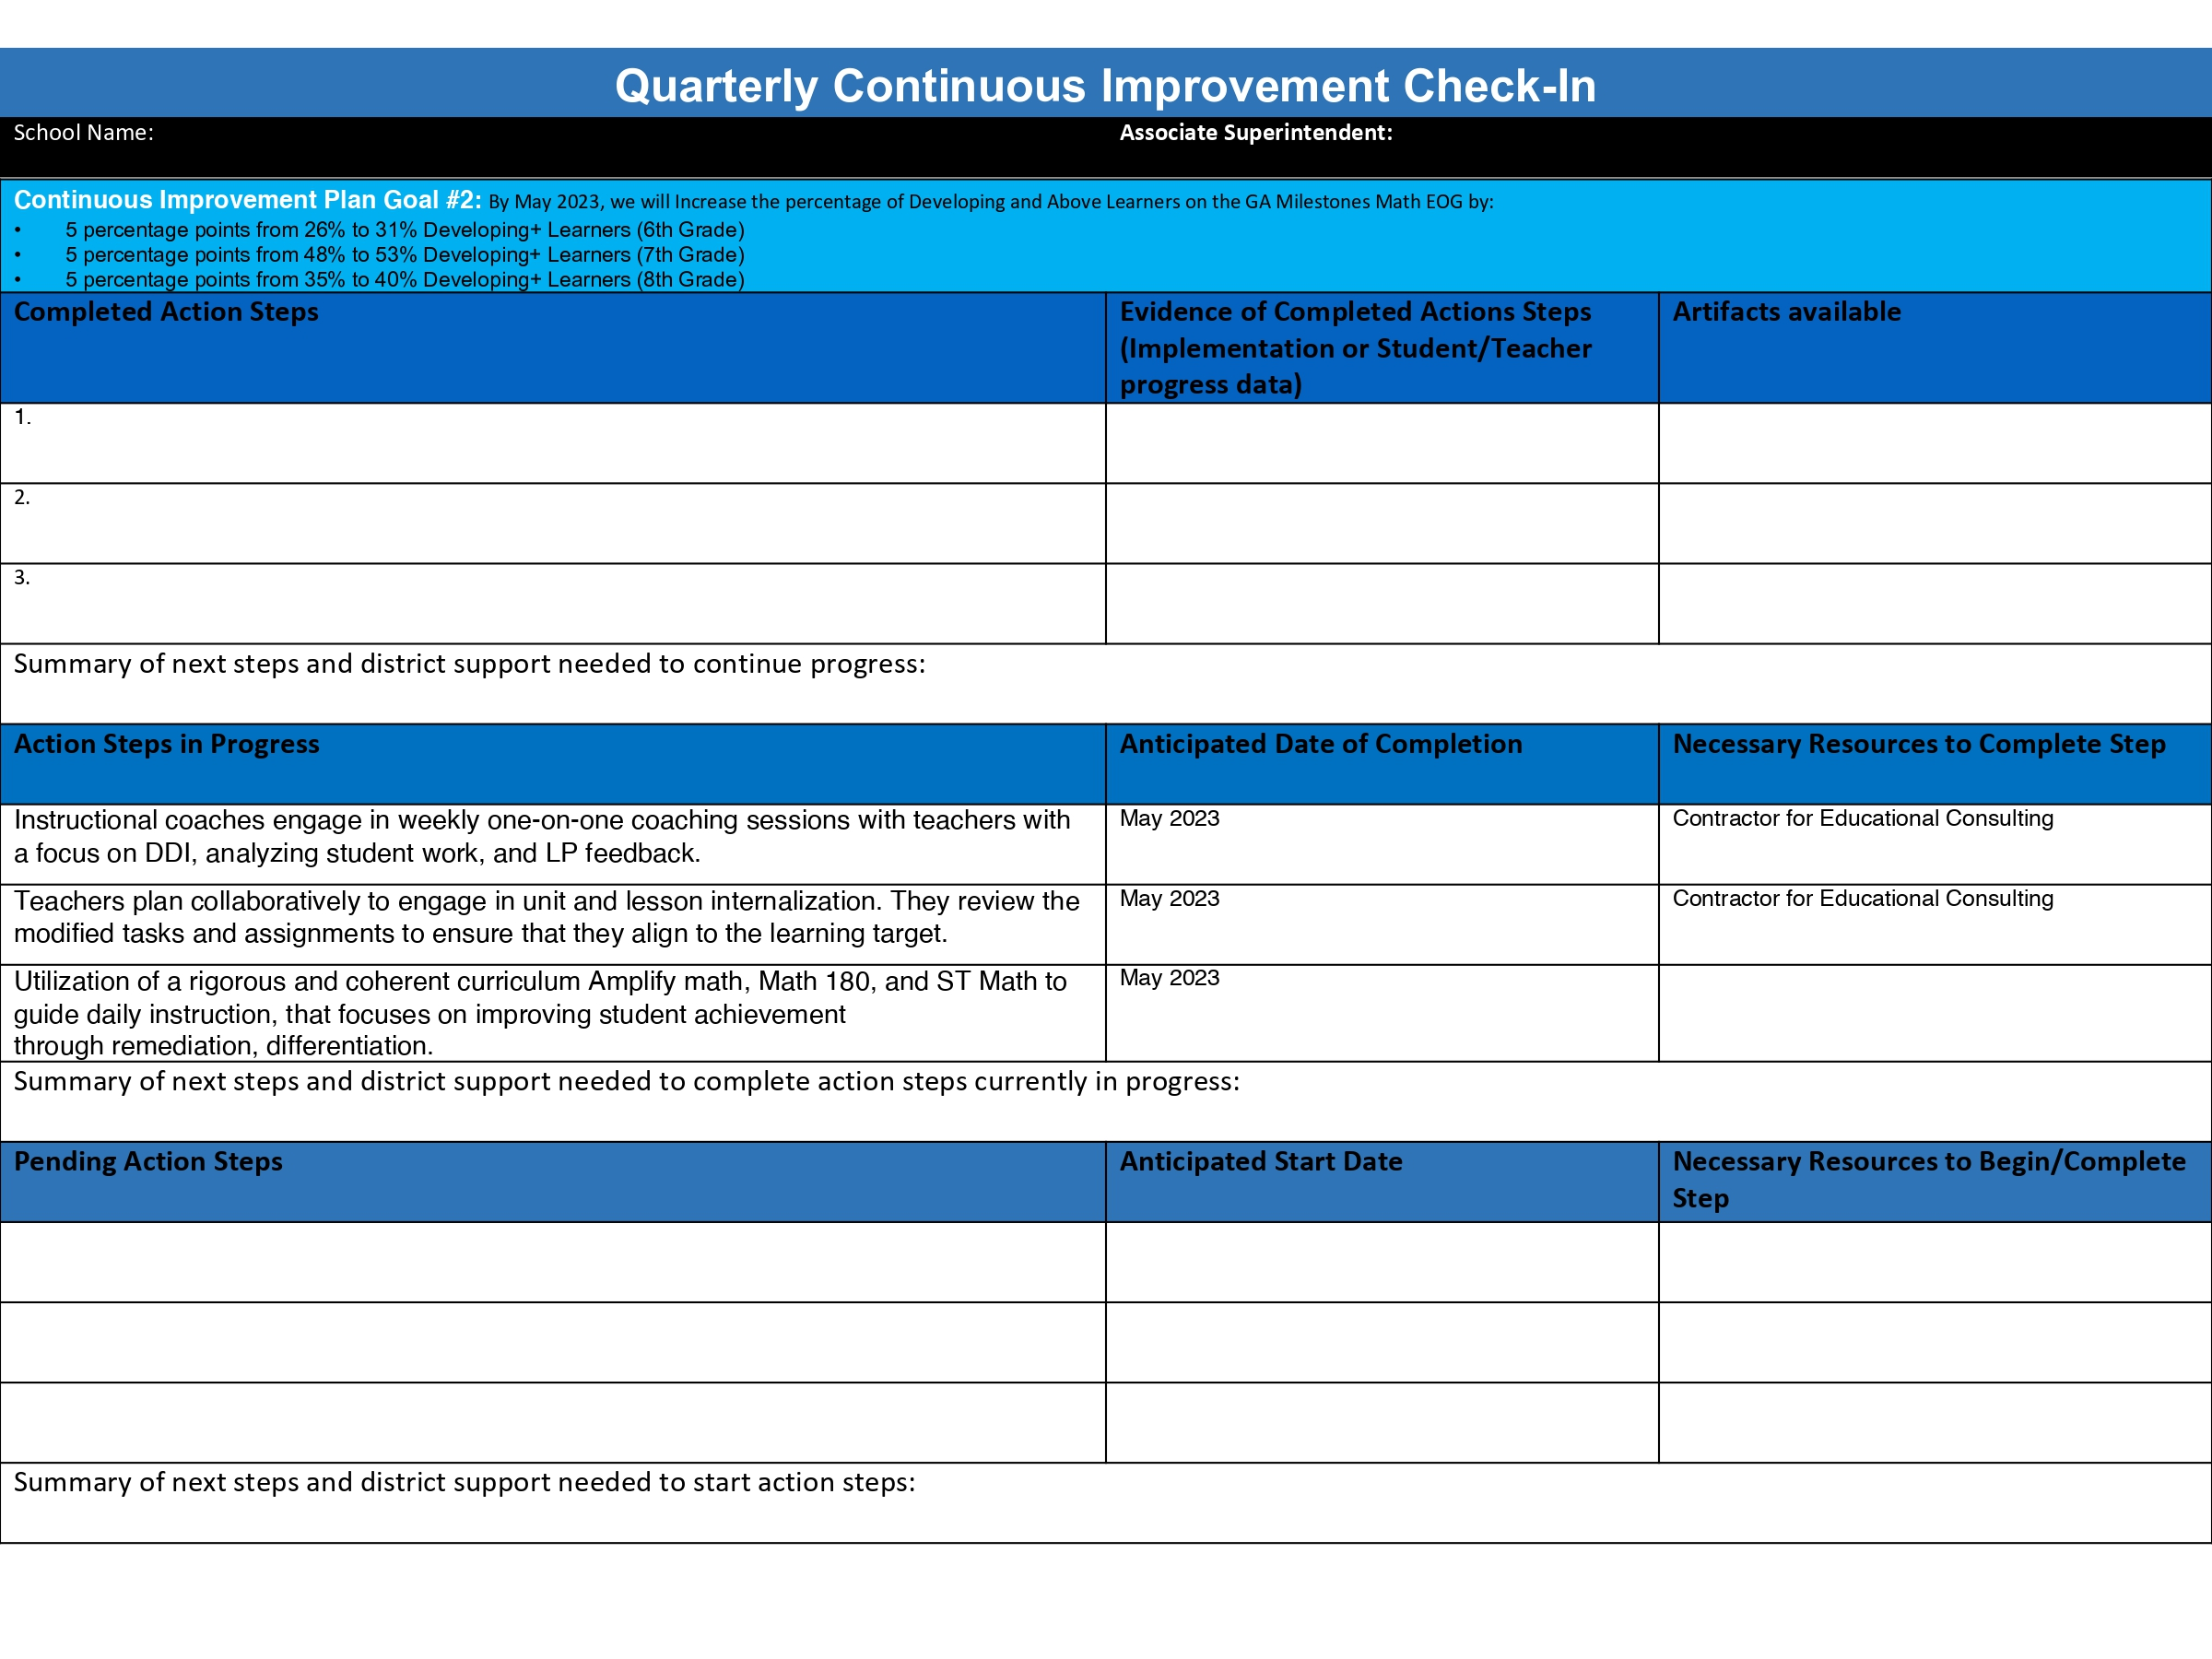 Quarterly Continuous Improvement Check-In
School Name:
Associate Superintendent:
Continuous Improvement Plan Goal #2: By May 2023, we will Increase the percentage of Developing and Above Learners on the GA Milestones Math EOG by:
• 5 percentage points from 26% to 31% Developing+ Learners (6th Grade)
• 5 percentage points from 48% to 53% Developing+ Learners (7th Grade)
• 5 percentage points from 35% to 40% Developing+ Learners (8th Grade)
Completed Action Steps
Evidence of Completed Actions Steps
(Implementation or Student/Teacher
progress data)
Artifacts available
1.
2.
3.
Summary of next steps and district support needed to continue progress:
Action Steps in Progress
Anticipated Date of Completion
Necessary Resources to Complete Step
Instructional coaches engage in weekly one-on-one coaching sessions with teachers with
a focus on DDI, analyzing student work, and LP feedback.
May 2023
Contractor for Educational Consulting
Teachers plan collaboratively to engage in unit and lesson internalization. They review the
modified tasks and assignments to ensure that they align to the learning target.
May 2023
Contractor for Educational Consulting
Utilization of a rigorous and coherent curriculum Amplify math, Math 180, and ST Math to
guide daily instruction, that focuses on improving student achievement
through remediation, differentiation.
May 2023
Summary of next steps and district support needed to complete action steps currently in progress:
Pending Action Steps
Anticipated Start Date
Necessary Resources to Begin/Complete
Step
Summary of next steps and district support needed to start action steps: